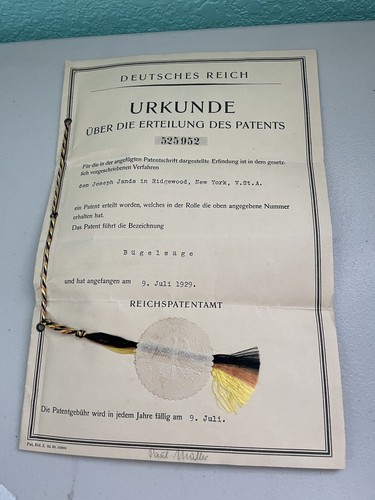 DEUTSCHES REICH
URKUNDE
ÜBER DIE ERTEILUNG DES PATENTS
525952
Für die in der angefügten Patentschrift dargestellte Erfindung ist in dem gesetz-
lich vorgeschriebenen Verfahren
dem Joseph Janda in Ridgewood, New York, V.St.A.
ein Patent erteilt worden, welches in der Rolle die oben angegebene Nummer
erhalten hat.
Das Patent führt die Bezeichnung
Bügelsäge
und hat angefangen am 9. Juli 1929.
REICHSPATENTAMT
Die Patentgebühr wird in jedem Jahre fällig am 9. Juli.